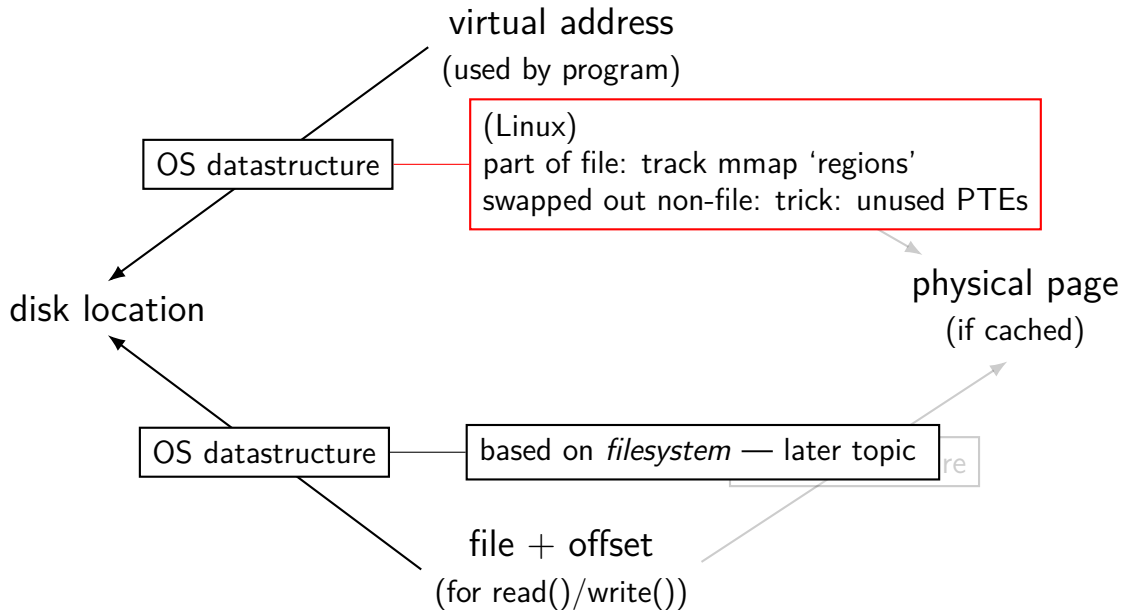 virtual address
(used by program)
OS datastructure
(Linux)
part of file: track mmap ‘regions’
swapped out non-file: trick: unused PTEs
disk location
physical page
(if cached)
OS datastructure
based on filesystem — later topic
file + offset
(for read()/write())